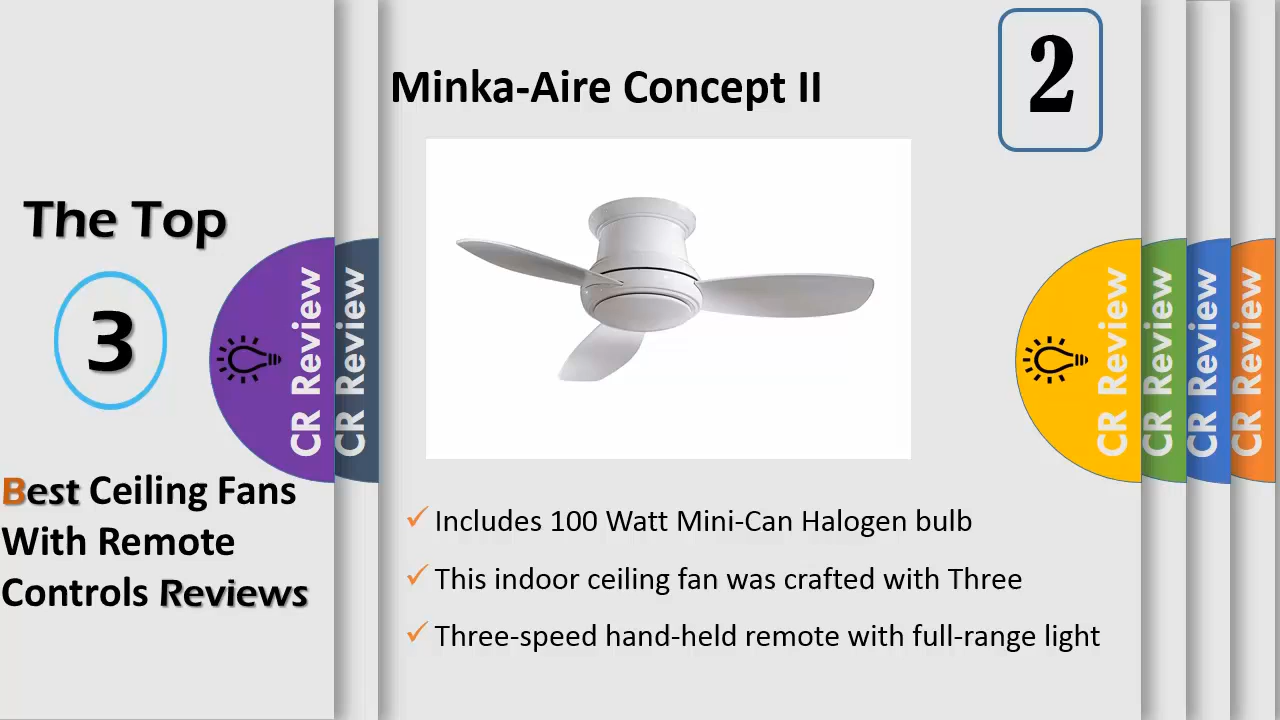 The Top
3
Best Ceiling Fans
With Remote
Controls Reviews
CR Review
CR Review
Minka-Aire Concept II
2
Includes 100 Watt Mini-Can Halogen bulb
This indoor ceiling fan was crafted with Three
Three-speed hand-held remote with full-range light
CR Review
CR Review
CR Review
CR Review